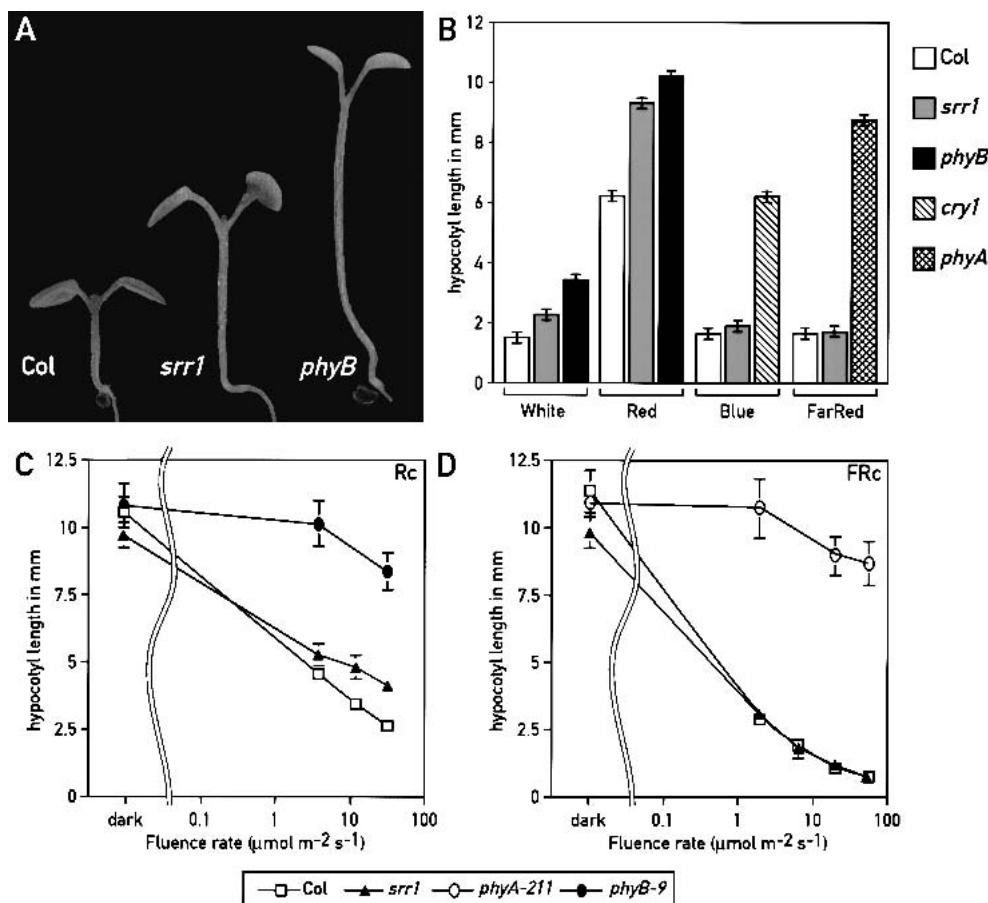 A
Col
srr1
phyB
B
hypocotyl length in mm
12
10
8
6
4
2
0
White
Red
Blue
FarRed
Col
srr1
phyB
cry1
phyA
C
Rc
hypocotyl length in mm
12.5
10
7.5
5
2.5
0
dark
0.1
1
10
100
Fluence rate (μmol m⁻² s⁻¹)
D
FRc
hypocotyl length in mm
12.5
10
7.5
5
2.5
0
dark
0.1
1
10
100
Fluence rate (μmol m⁻² s⁻¹)
Col srr1 phyA-211 phyB-9